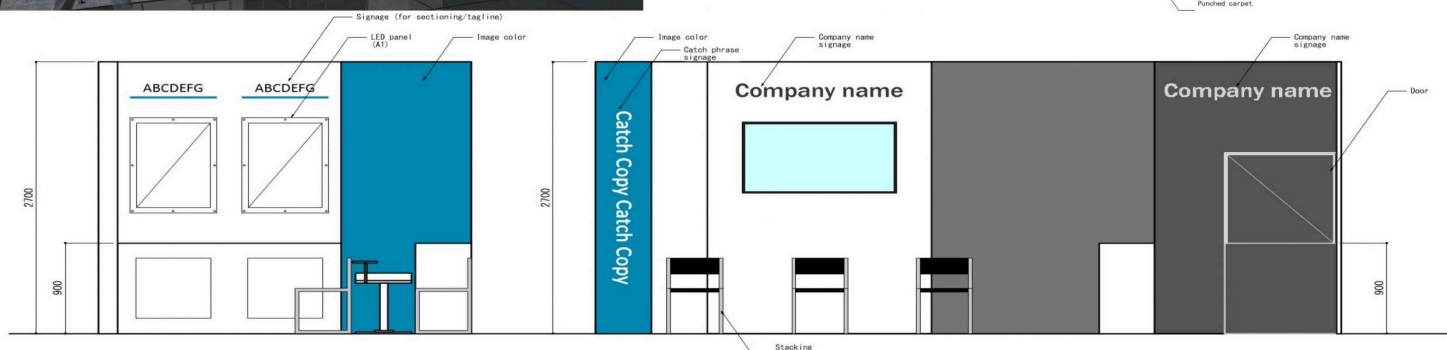 Punched carpet
Signage (for sectioning/tagline)
LED panel
(A1)
Image color
Image color
Catch phrase
signage
Company name
signage
Company name
signage
Door
ABCDEFG
ABCDEFG
Company name
Company name
Catch Copy Catch Copy
2700
900
2700
900
Stacking